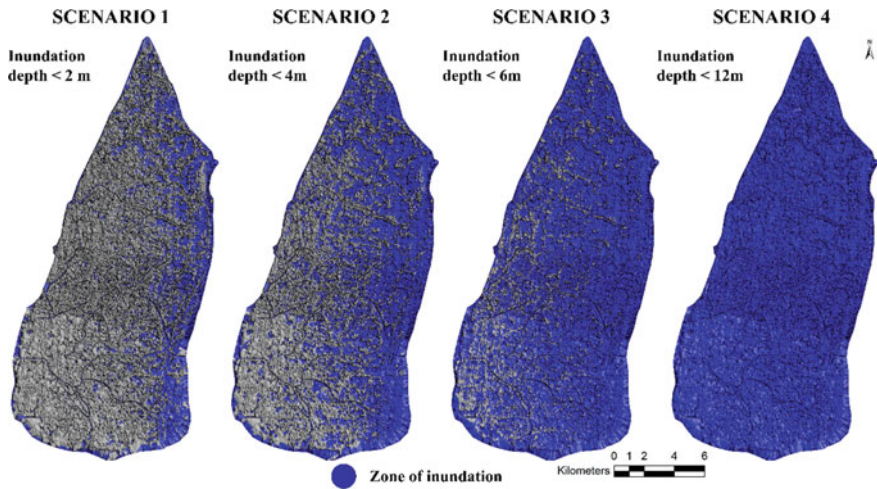 SCENARIO 1
SCENARIO 2
SCENARIO 3
SCENARIO 4
Inundation
depth < 2 m
Inundation
depth < 4m
Inundation
depth < 6m
Inundation
depth < 12m
N
Zone of inundation
0 1 2 4 6
Kilometers